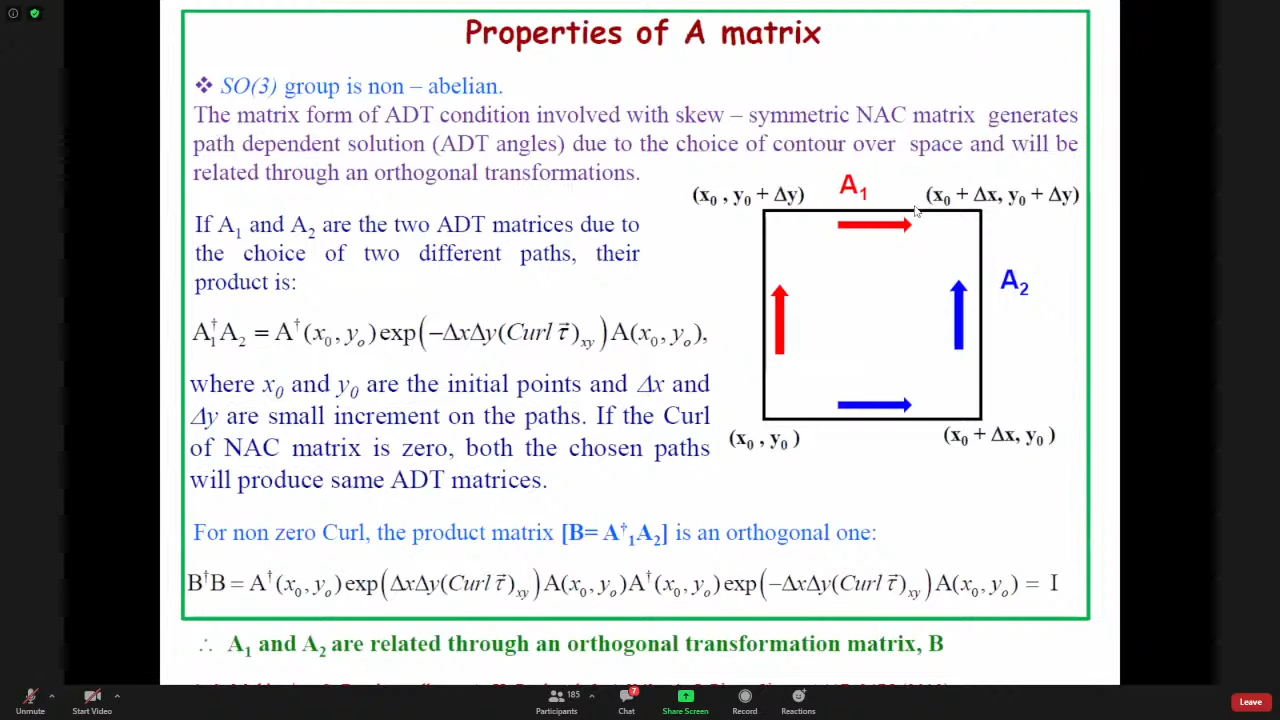 Properties of A matrix
❖ SO(3) group is non – abelian.
The matrix form of ADT condition involved with skew – symmetric NAC matrix generates
path dependent solution (ADT angles) due to the choice of contour over space and will be
related through an orthogonal transformations.
(x₀ , y₀ + Δy)
A₁
(x₀ + Δx, y₀ + Δy)
If A₁ and A₂ are the two ADT matrices due to
the choice of two different paths, their
product is:
A₂
A₁†A₂ = A†(x₀, yₒ)exp(−ΔxΔy(Curl τ⃗)ₓᵧ)A(x₀, yₒ),
where x₀ and y₀ are the initial points and Δx and
Δy are small increment on the paths. If the Curl
of NAC matrix is zero, both the chosen paths
will produce same ADT matrices.
(x₀ , y₀ )
(x₀ + Δx, y₀ )
For non zero Curl, the product matrix [B= A†₁A₂] is an orthogonal one:
B†B = A†(x₀, yₒ)exp(ΔxΔy(Curl τ⃗)ₓᵧ)A(x₀, yₒ)A†(x₀, yₒ)exp(−ΔxΔy(Curl τ⃗)ₓᵧ)A(x₀, yₒ) = I
∴ A₁ and A₂ are related through an orthogonal transformation matrix, B
Unmute
Start Video
185
Participants
7
Chat
Share Screen
Record
Reactions
Leave